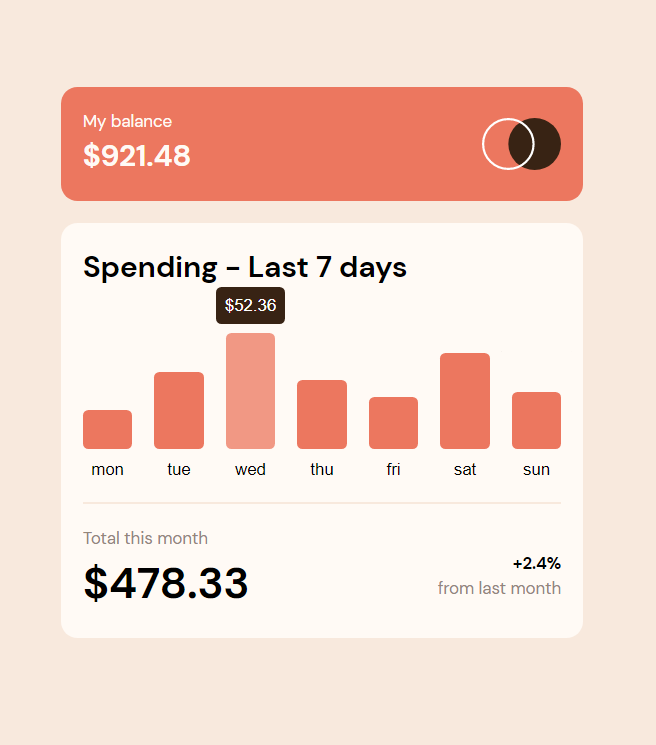 My balance
$921.48
Spending - Last 7 days
$52.36
mon tue wed thu fri sat sun
Total this month
$478.33
+2.4%
from last month